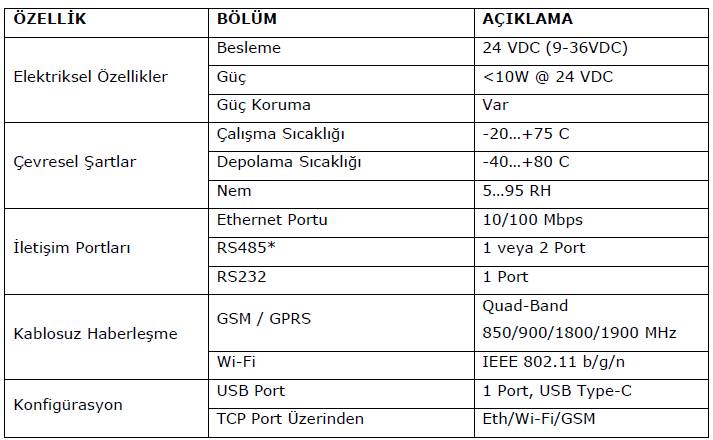 ÖZELLİK BÖLÜM AÇIKLAMA
Elektriksel Özellikler
Besleme 24 VDC (9-36VDC)
Güç <10W @ 24 VDC
Güç Koruma Var
Çevresel Şartlar
Çalışma Sıcaklığı -20…+75 C
Depolama Sıcaklığı -40…+80 C
Nem 5…95 RH
İletişim Portları
Ethernet Portu 10/100 Mbps
RS485* 1 veya 2 Port
RS232 1 Port
Kablosuz Haberleşme
GSM / GPRS Quad-Band
850/900/1800/1900 MHz
Wi-Fi IEEE 802.11 b/g/n
Konfigürasyon
USB Port 1 Port, USB Type-C
TCP Port Üzerinden Eth/Wi-Fi/GSM